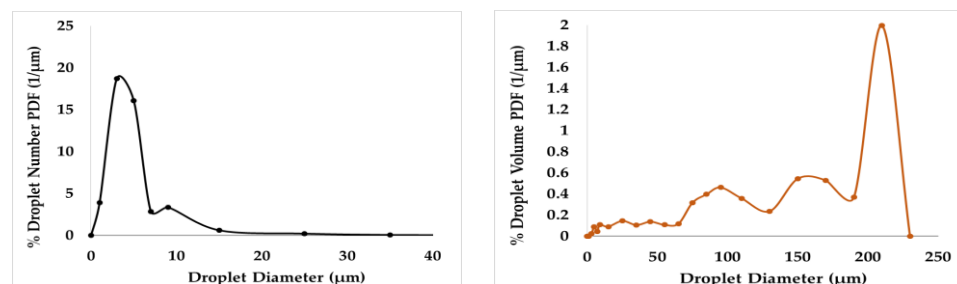 % Droplet Number PDF (1/µm)
25
20
15
10
5
0
0 10 20 30 40
Droplet Diameter (µm)
% Droplet Volume PDF (1/µm)
2
1.8
1.6
1.4
1.2
1
0.8
0.6
0.4
0.2
0
0 50 100 150 200 250
Droplet Diameter (µm)